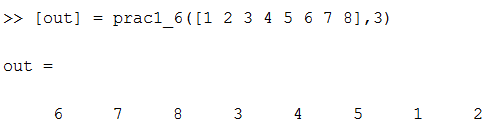 >> [out] = prac1_6([1 2 3 4 5 6 7 8],3)
out =
6 7 8 3 4 5 1 2